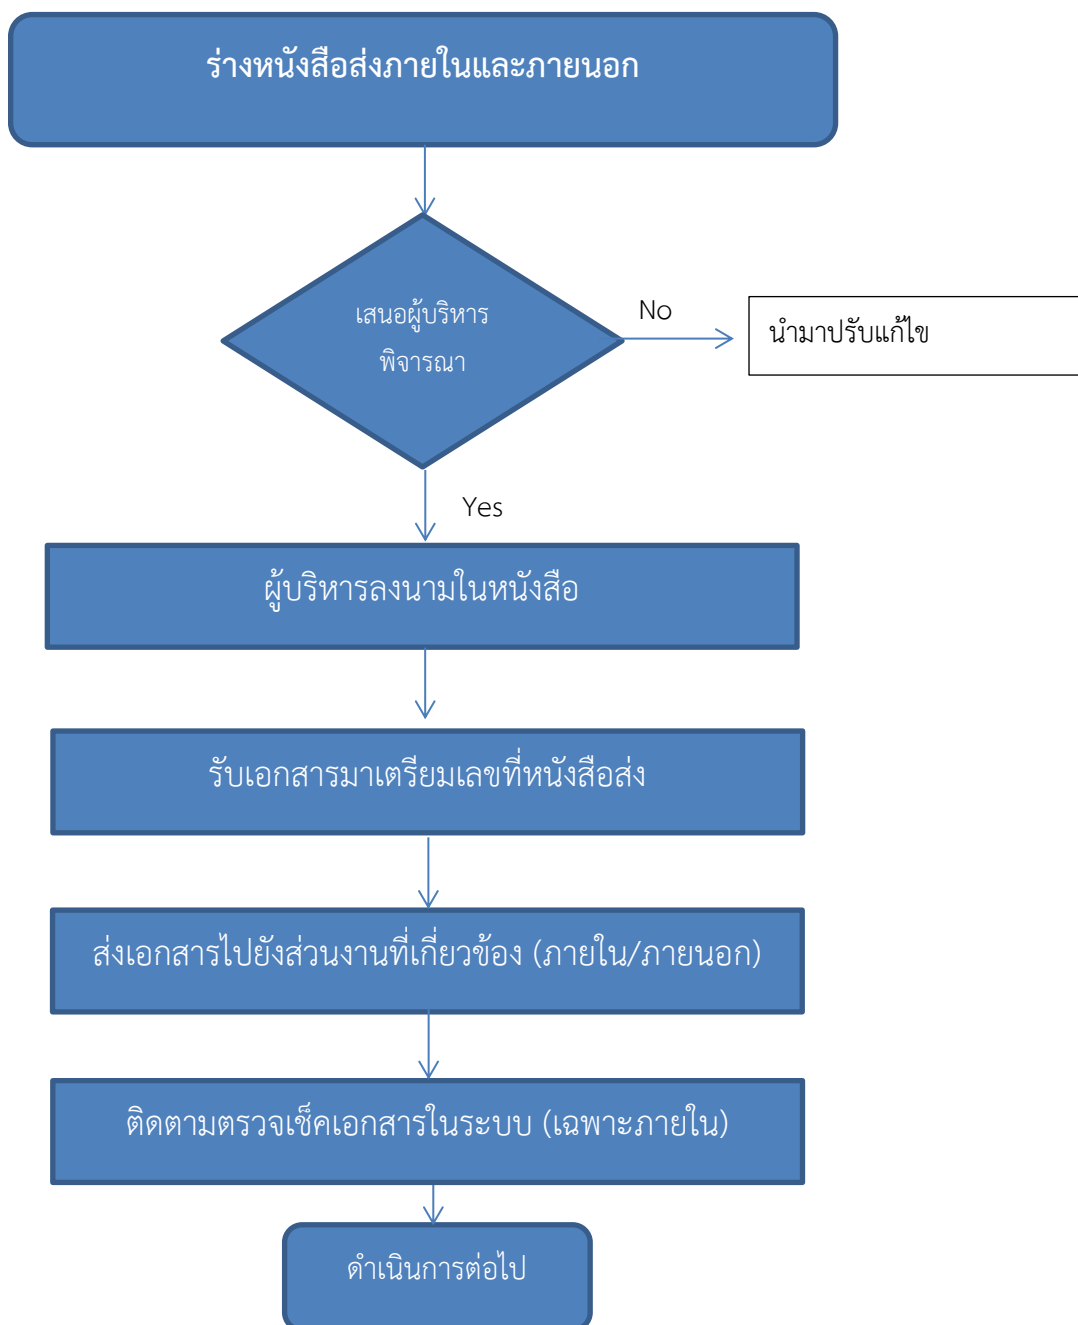 ร่างหนังสือส่งภายในและภายนอก
เสนอผู้บริหาร
พิจารณา
No
นำมาปรับแก้ไข
Yes
ผู้บริหารลงนามในหนังสือ
รับเอกสารมาเตรียมเลขที่หนังสือส่ง
ส่งเอกสารไปยังส่วนงานที่เกี่ยวข้อง (ภายใน/ภายนอก)
ติดตามตรวจเช็คเอกสารในระบบ (เฉพาะภายใน)
ดำเนินการต่อไป